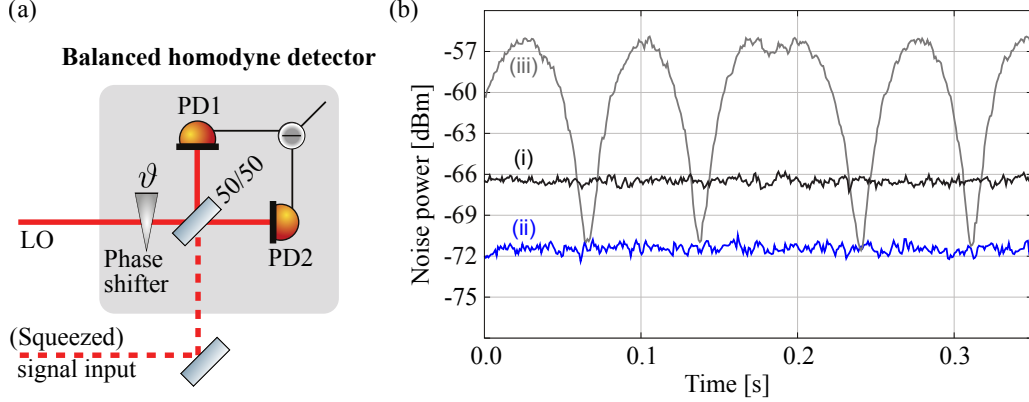 (a)
Balanced homodyne detector
PD1
50/50
ϑ
LO
PD2
Phase
shifter
(Squeezed)
signal input
(b)
Noise power [dBm]
-57
-60
-63
-66
-69
-72
-75
(iii)
(i)
(ii)
0.0
0.1
0.2
0.3
Time [s]